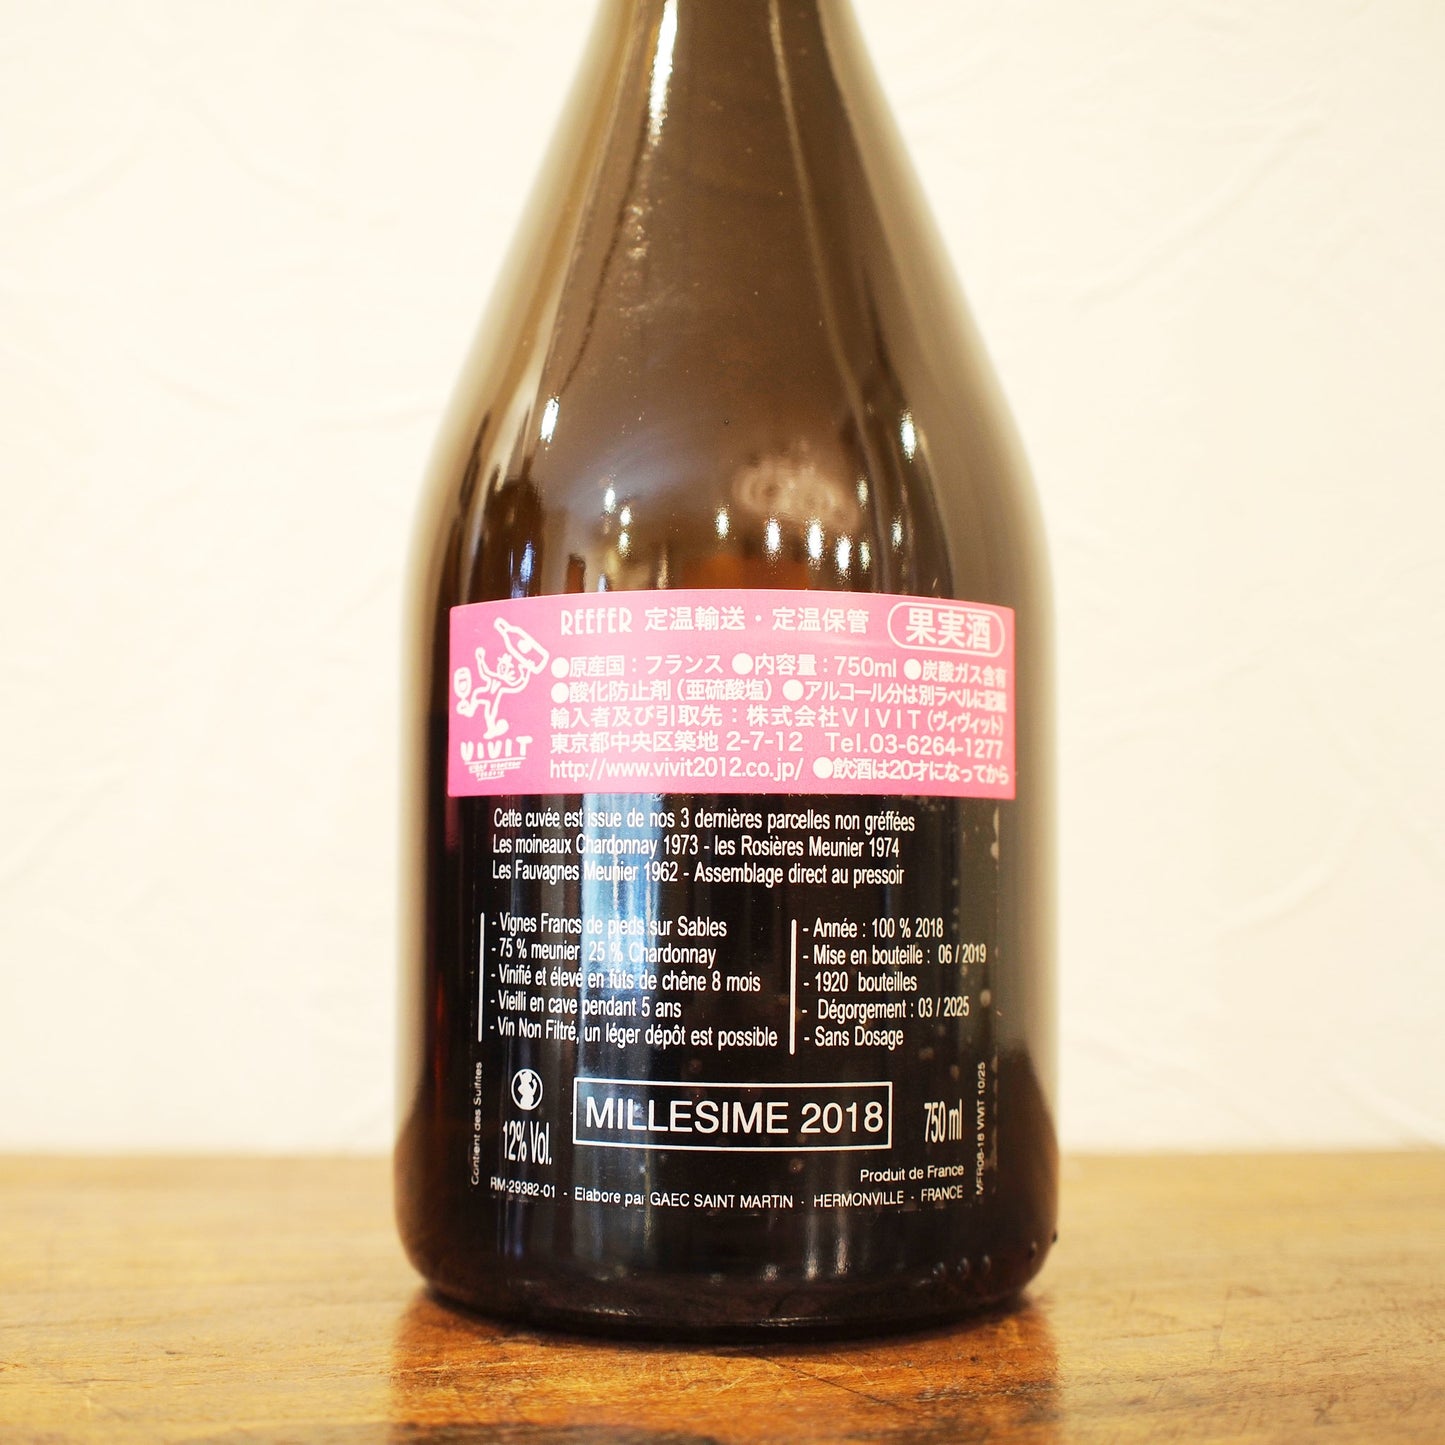 REEFER 定温輸送・定温保管 果実酒
●原産国：フランス ●内容量：750ml ●炭酸ガス含有
●酸化防止剤（亜硫酸塩） ●アルコール分は別ラベルに記載
輸入者及び引取先：株式会社VIVIT（ヴィヴィット）
東京都中央区築地 2-7-12 Tel.03-6264-1277
http://www.vivit2012.co.jp/ ●飲酒は20才になってから
VIVIT
Cette cuvée est issue de nos 3 dernières parcelles non gréffées
Les moineaux Chardonnay 1973 - les Rosières Meunier 1974
Les Fauvagnes Meunier 1962 - Assemblage direct au pressoir
- Vignes Francs de pieds sur Sables
- 75 % meunier 25 % Chardonnay
- Vinifié et élevé en fûts de chêne 8 mois
- Vieilli en cave pendant 5 ans
- Vin Non Filtré, un léger dépôt est possible
- Année : 100 % 2018
- Mise en bouteille : 06 / 2019
- 1920 bouteilles
- Dégorgement : 03 / 2025
- Sans Dosage
Contient des Sulfites
12% Vol.
MILLESIME 2018
750 ml
MFR08-18 VIVIT 10/25
Produit de France
RM-29382-01 - Elabore par GAEC SAINT MARTIN - HERMONVILLE - FRANCE